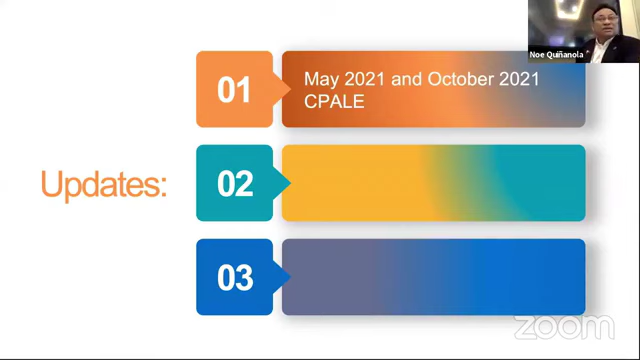 Noe Quiñanola
01
May 2021 and October 2021
CPALE
Updates:
02
03
zoom